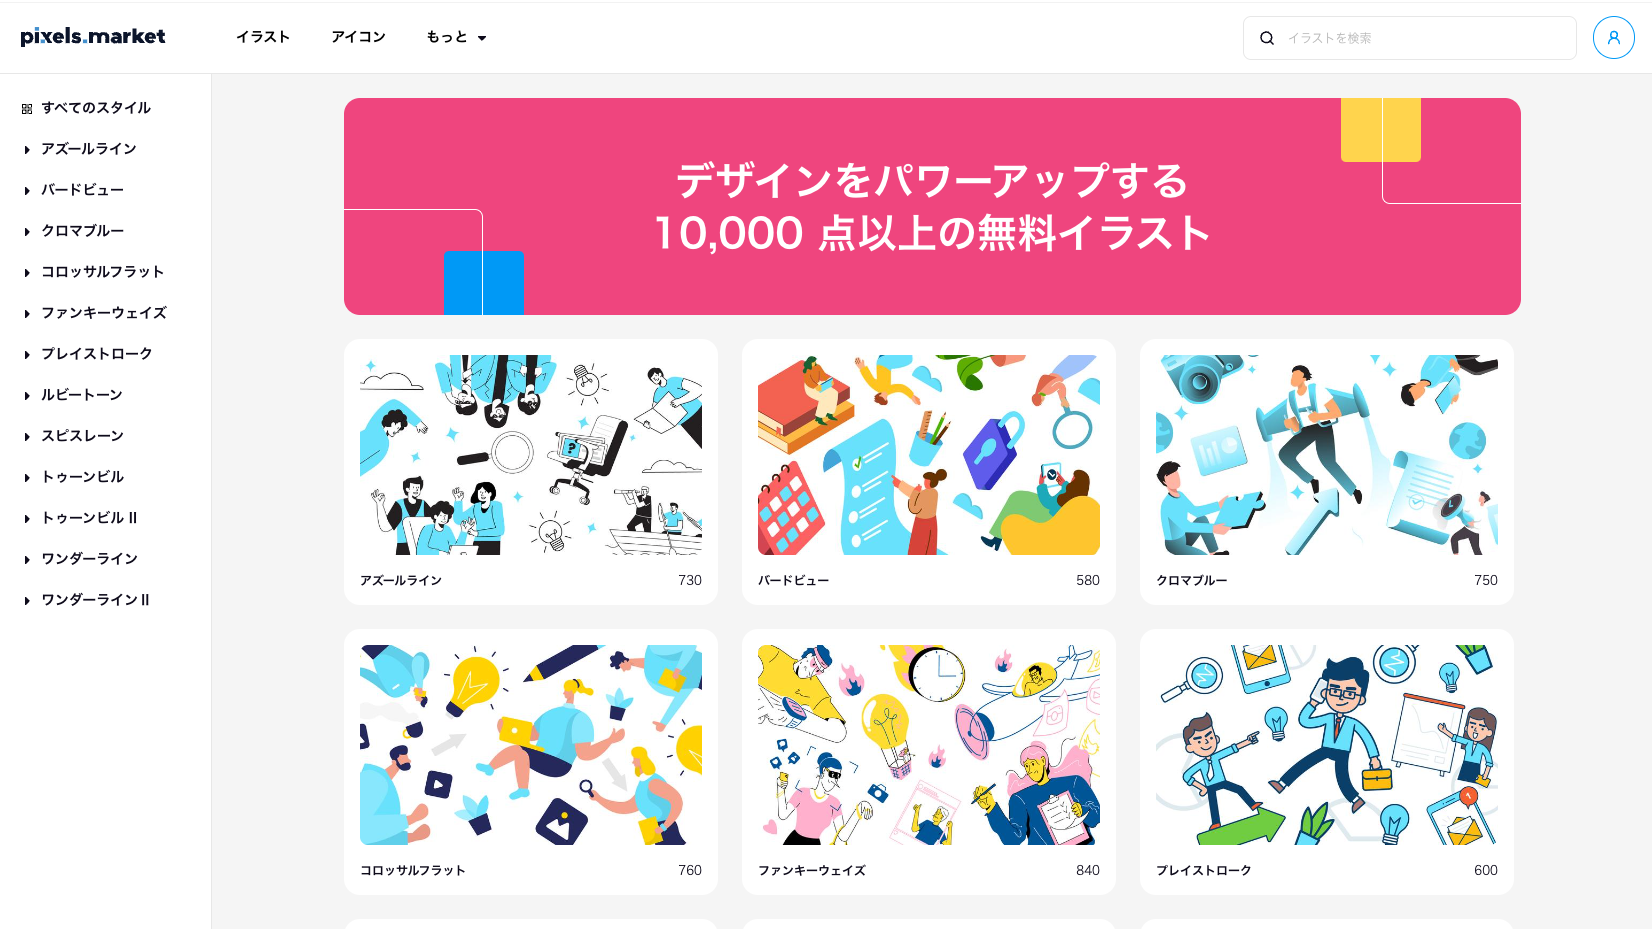 pixels.market
イラスト
アイコン
もっと
イラストを検索
すべてのスタイル
アズールライン
バードビュー
クロマブルー
コロッサルフラット
ファンキーウェイズ
プレイストローク
ルビートーン
スピスレーン
トゥーンビル
トゥーンビル II
ワンダーライン
ワンダーライン II
デザインをパワーアップする
10,000 点以上の無料イラスト
?
アズールライン 730
バードビュー 580
クロマブルー 750
1
コロッサルフラット 760
ファンキーウェイズ 840
プレイストローク 600